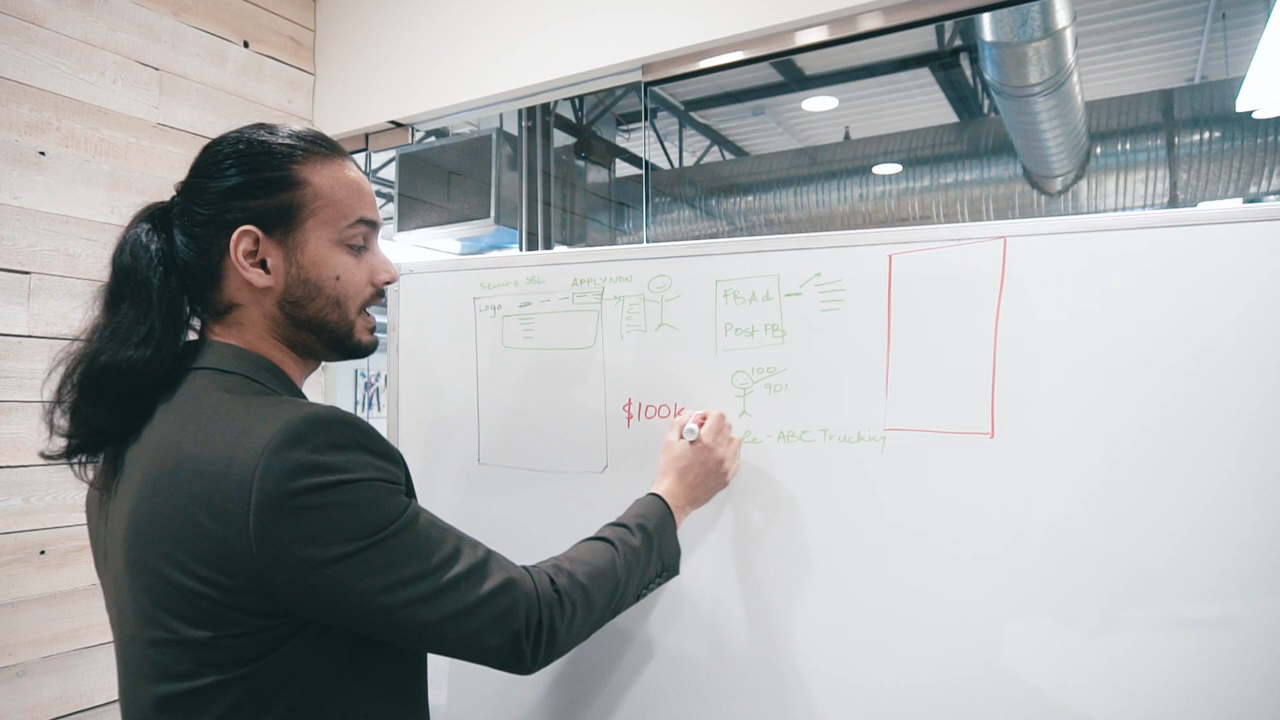 Secure SSL
APPLY NOW
Logo
FB Ad
Post FB
100
90%
$100k
- ABC Trucking